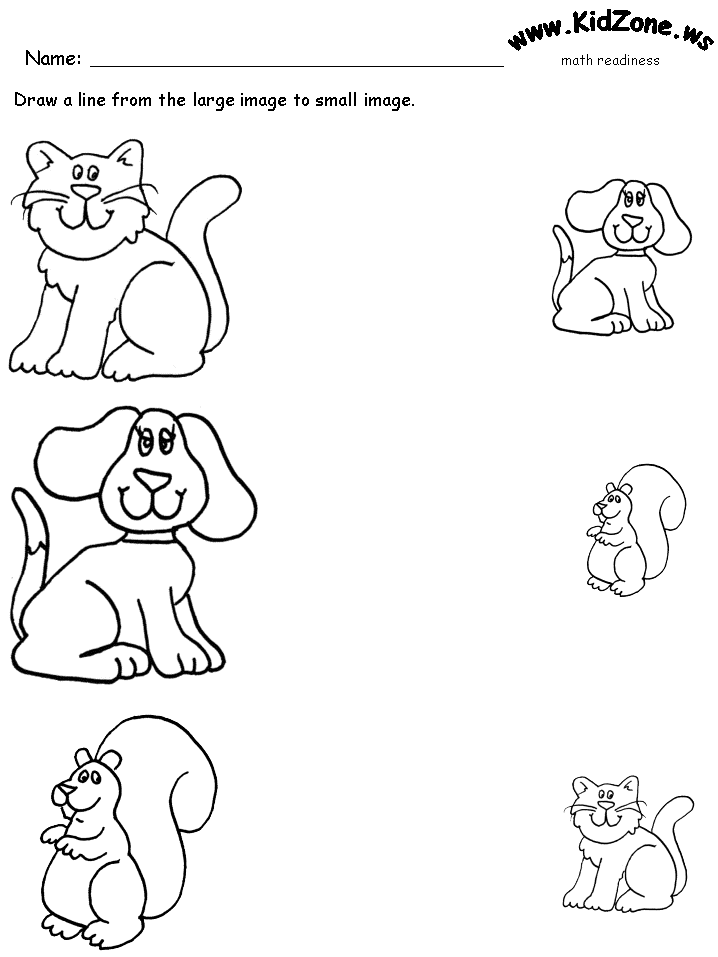 www.KidZone.ws
Name:
math readiness
Draw a line from the large image to small image.